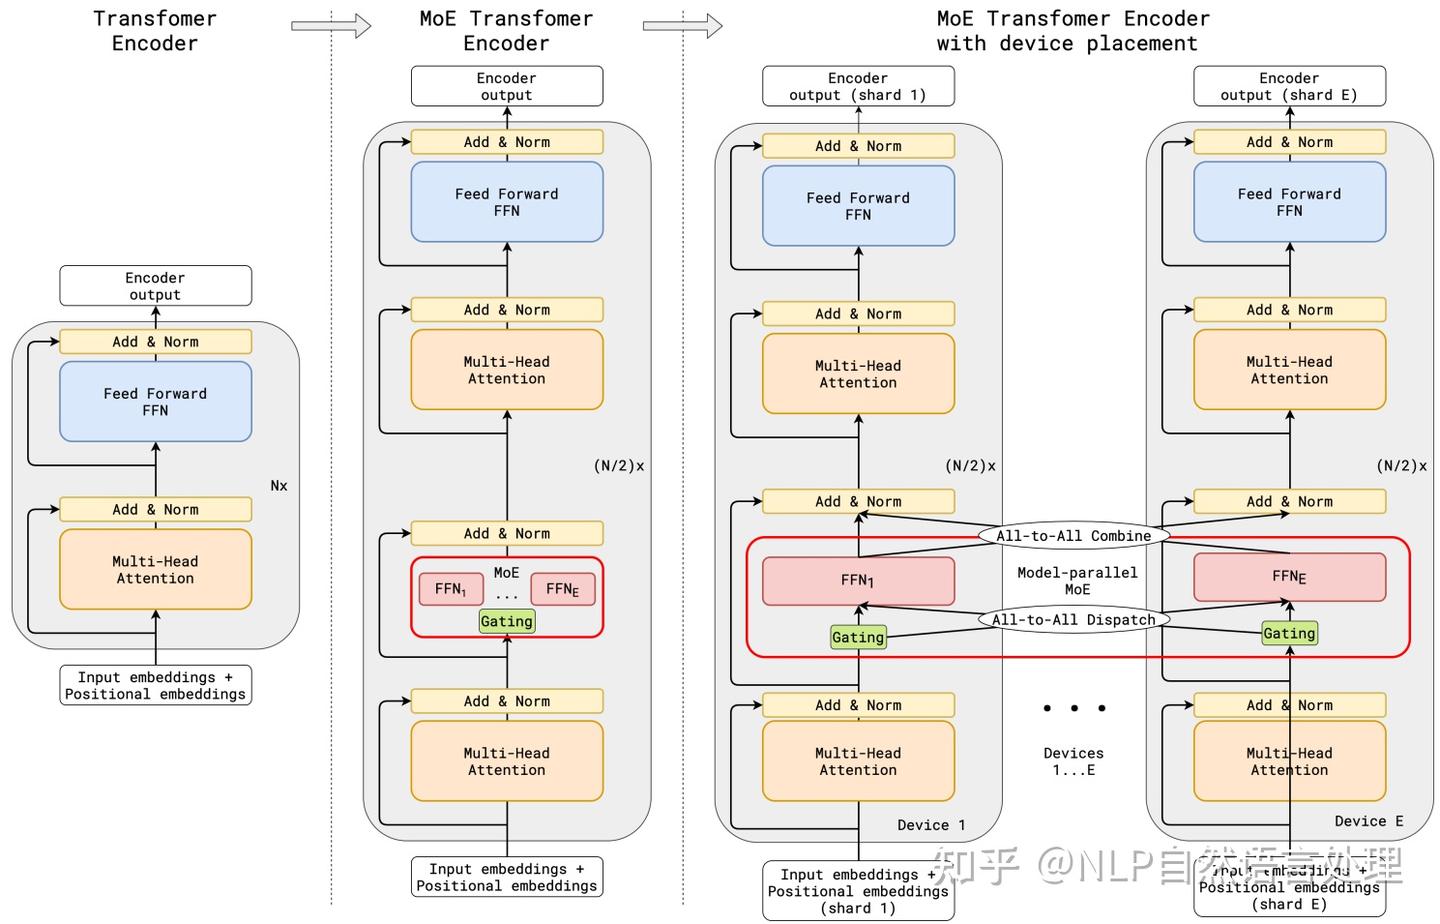 Transfomer
Encoder
MoE Transfomer
Encoder
MoE Transfomer Encoder
with device placement
Encoder
output
Add & Norm
Feed Forward
FFN
Add & Norm
Multi-Head
Attention
Nx
Input embeddings +
Positional embeddings
Encoder
output
Add & Norm
Feed Forward
FFN
Add & Norm
Multi-Head
Attention
(N/2)x
Add & Norm
MoE
FFN₁
...
FFN_E
Gating
Add & Norm
Multi-Head
Attention
Input embeddings +
Positional embeddings
Encoder
output (shard 1)
Add & Norm
Feed Forward
FFN
Add & Norm
Multi-Head
Attention
(N/2)x
Add & Norm
FFN₁
Gating
Add & Norm
Multi-Head
Attention
Device 1
Input embeddings +
Positional embeddings
(shard 1)
All-to-All Combine
Model-parallel
MoE
All-to-All Dispatch
Devices
1...E
Encoder
output (shard E)
Add & Norm
Feed Forward
FFN
Add & Norm
Multi-Head
Attention
(N/2)x
Add & Norm
FFN_E
Gating
Add & Norm
Multi-Head
Attention
Device E
Input embeddings +
Positional embeddings
(shard E)
知乎 @NLP自然语言处理